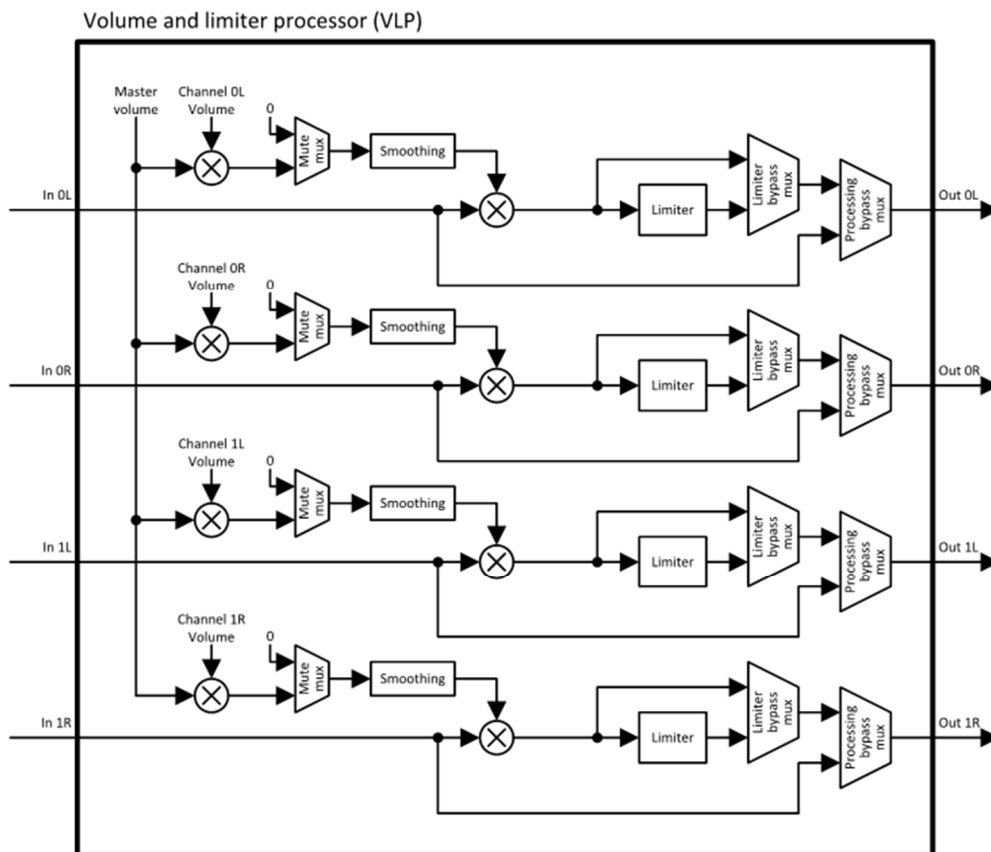 Volume and limiter processor (VLP)
Master
volume
Channel 0L
Volume
0
Mute
mux
Smoothing
In 0L
Limiter
Limiter
bypass
mux
Processing
bypass
mux
Out 0L
Channel 0R
Volume
0
Mute
mux
Smoothing
In 0R
Limiter
Limiter
bypass
mux
Processing
bypass
mux
Out 0R
Channel 1L
Volume
0
Mute
mux
Smoothing
In 1L
Limiter
Limiter
bypass
mux
Processing
bypass
mux
Out 1L
Channel 1R
Volume
0
Mute
mux
Smoothing
In 1R
Limiter
Limiter
bypass
mux
Processing
bypass
mux
Out 1R